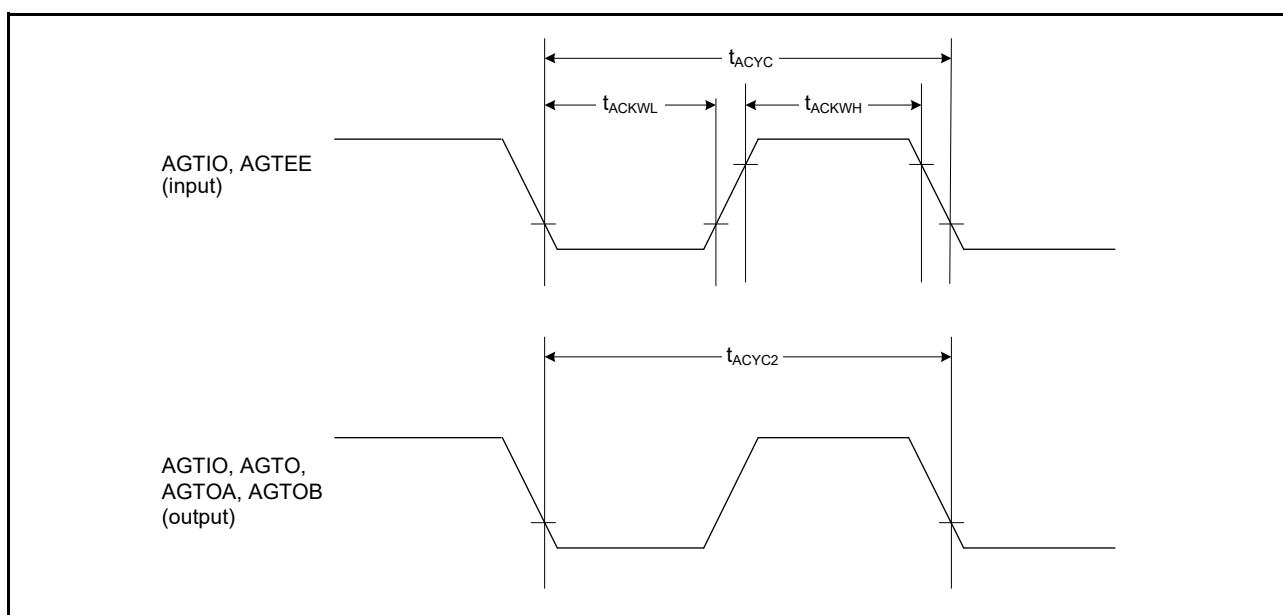 tACYC
tACKWL
tACKWH
AGTIO, AGTEE
(input)
tACYC2
AGTIO, AGTO,
AGTOA, AGTOB
(output)